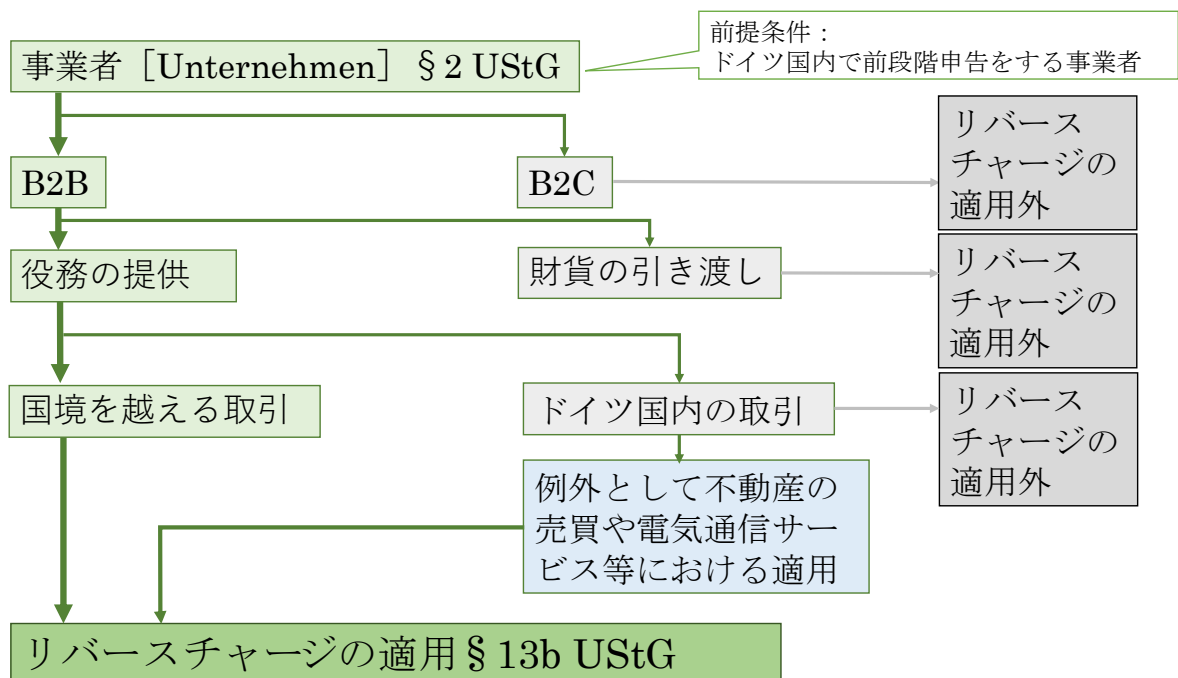 前提条件：
ドイツ国内で前段階申告をする事業者
事業者［Unternehmen］§2 UStG
B2B
B2C
リバース
チャージの
適用外
役務の提供
財貨の引き渡し
リバース
チャージの
適用外
国境を越える取引
ドイツ国内の取引
リバース
チャージの
適用外
例外として不動産の
売買や電気通信サー
ビス等における適用
リバースチャージの適用§13b UStG